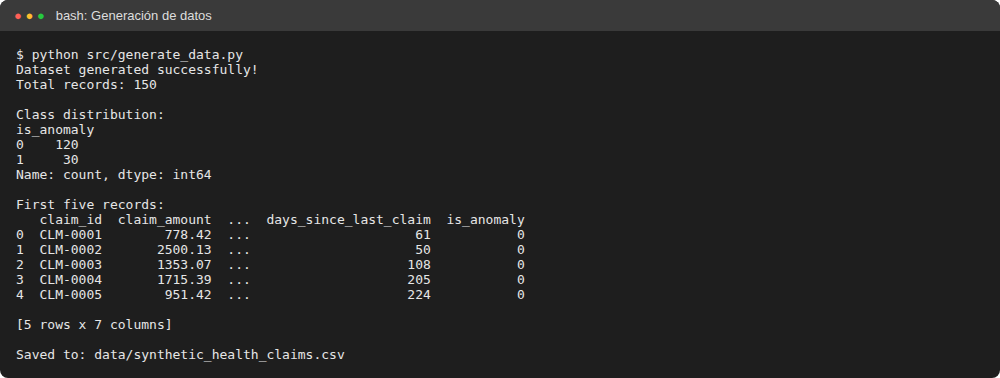 bash: Generación de datos
$ python src/generate_data.py
Dataset generated successfully!
Total records: 150
Class distribution:
is_anomaly
0    120
1     30
Name: count, dtype: int64
First five records:
   claim_id  claim_amount  ...  days_since_last_claim  is_anomaly
0  CLM-0001        778.42  ...                     61           0
1  CLM-0002       2500.13  ...                     50           0
2  CLM-0003       1353.07  ...                    108           0
3  CLM-0004       1715.39  ...                    205           0
4  CLM-0005        951.42  ...                    224           0
[5 rows x 7 columns]
Saved to: data/synthetic_health_claims.csv